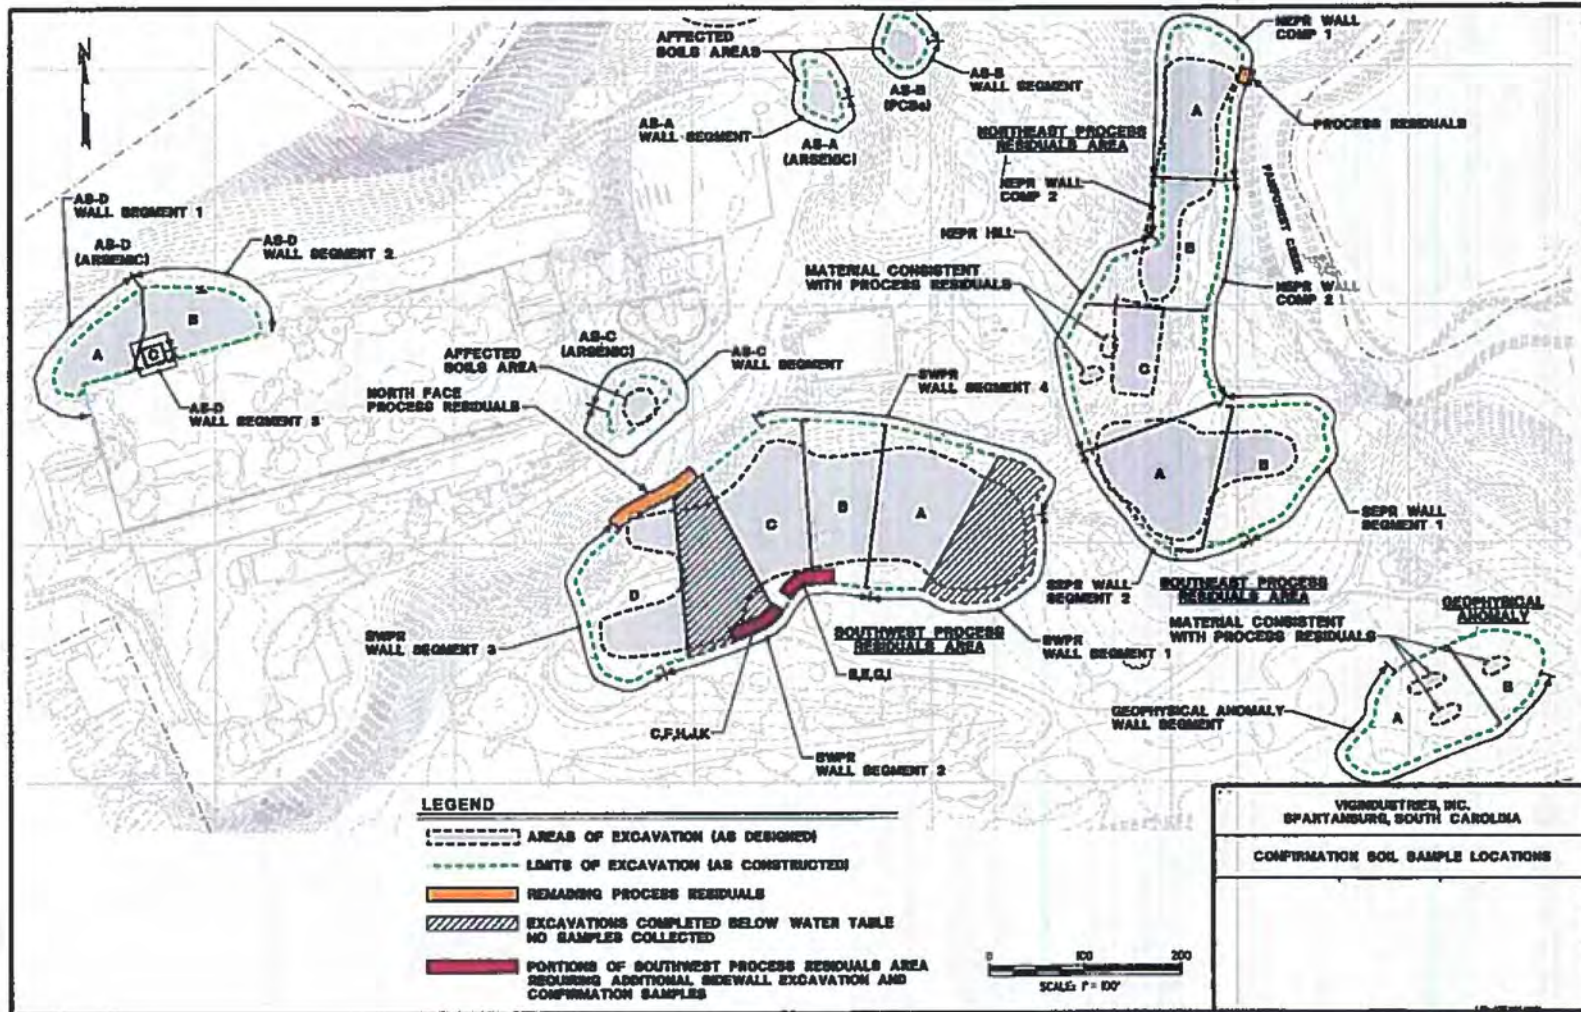 NEPR WALL
COMP 1
AFFECTED
SOILS AREAS
AS-B
WALL SEGMENT
AS-B
(PCBs)
AS-A
WALL SEGMENT
AS-A
(ARSENIC)
A
PROCESS RESIDUALS
NORTHEAST PROCESS
RESIDUALS AREA
NEPR WALL
COMP 2
FAIRFOREST CREEK
AS-D
WALL SEGMENT 1
AS-D
(ARSENIC)
AS-D
WALL SEGMENT 2
NEPR HILL
B
MATERIAL CONSISTENT
WITH PROCESS RESIDUALS
NEPR WALL
COMP 2
B
A
C
AS-D
WALL SEGMENT 3
AS-C
(ARSENIC)
AFFECTED
SOILS AREA
AS-C
WALL SEGMENT
NORTH FACE
PROCESS RESIDUALS
SWPR
WALL SEGMENT 4
C
A
B
SEPR WALL
SEGMENT 1
C
B
A
D
SEPR WALL
SEGMENT 2
SOUTHEAST PROCESS
RESIDUALS AREA
GEOPHYSICAL
ANOMALY
MATERIAL CONSISTENT
WITH PROCESS RESIDUALS
SWPR
WALL SEGMENT 3
SOUTHWEST PROCESS
RESIDUALS AREA
SWPR
WALL SEGMENT 1
C,F,H,J,K
SWPR
WALL SEGMENT 2
GEOPHYSICAL ANOMALY
WALL SEGMENT
A
B
LEGEND
AREAS OF EXCAVATION (AS DESIGNED)
LIMITS OF EXCAVATION (AS CONSTRUCTED)
REMAINING PROCESS RESIDUALS
EXCAVATIONS COMPLETED BELOW WATER TABLE
NO SAMPLES COLLECTED
PORTIONS OF SOUTHWEST PROCESS RESIDUALS AREA
REQUIRING ADDITIONAL SIDEWALL EXCAVATION AND
CONFIRMATION SAMPLES
0 100 200
SCALE: 1" = 100'
VIGINDUSTRIES, INC.
SPARTANBURG, SOUTH CAROLINA
CONFIRMATION SOIL SAMPLE LOCATIONS